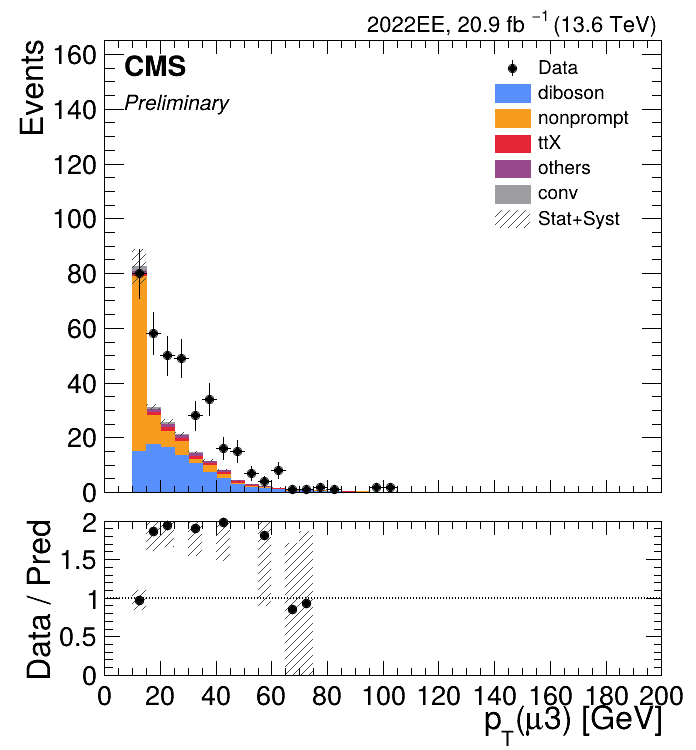 2022EE, 20.9 fb⁻¹ (13.6 TeV)
CMS
Preliminary
Events
160
140
120
100
80
60
40
20
0
Data
diboson
nonprompt
ttX
others
conv
Stat+Syst
Data / Pred
2
1.5
1
0.5
0
0 20 40 60 80 100 120 140 160 180 200
p_T(μ3) [GeV]